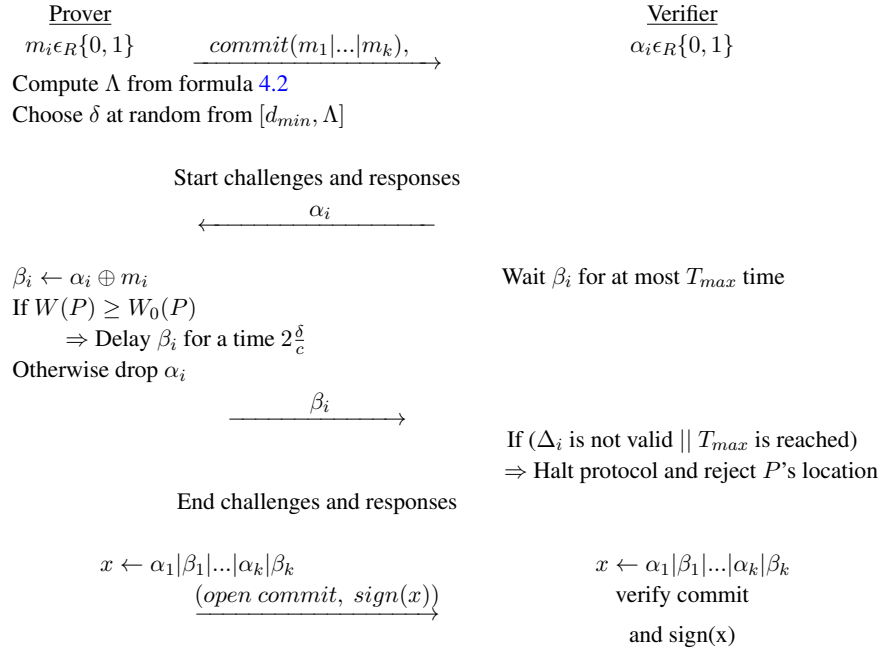 Prover Verifier
m_i ϵ_R{0, 1} commit(m_1|...|m_k), α_i ϵ_R{0, 1}
Compute Λ from formula 4.2
Choose δ at random from [d_min, Λ]
Start challenges and responses
α_i
β_i ← α_i ⊕ m_i Wait β_i for at most T_max time
If W(P) ≥ W_0(P)
⇒ Delay β_i for a time 2δ/c
Otherwise drop α_i
β_i
If (Δ_i is not valid || T_max is reached)
⇒ Halt protocol and reject P's location
End challenges and responses
x ← α_1|β_1|...|α_k|β_k x ← α_1|β_1|...|α_k|β_k
(open commit, sign(x)) verify commit
and sign(x)